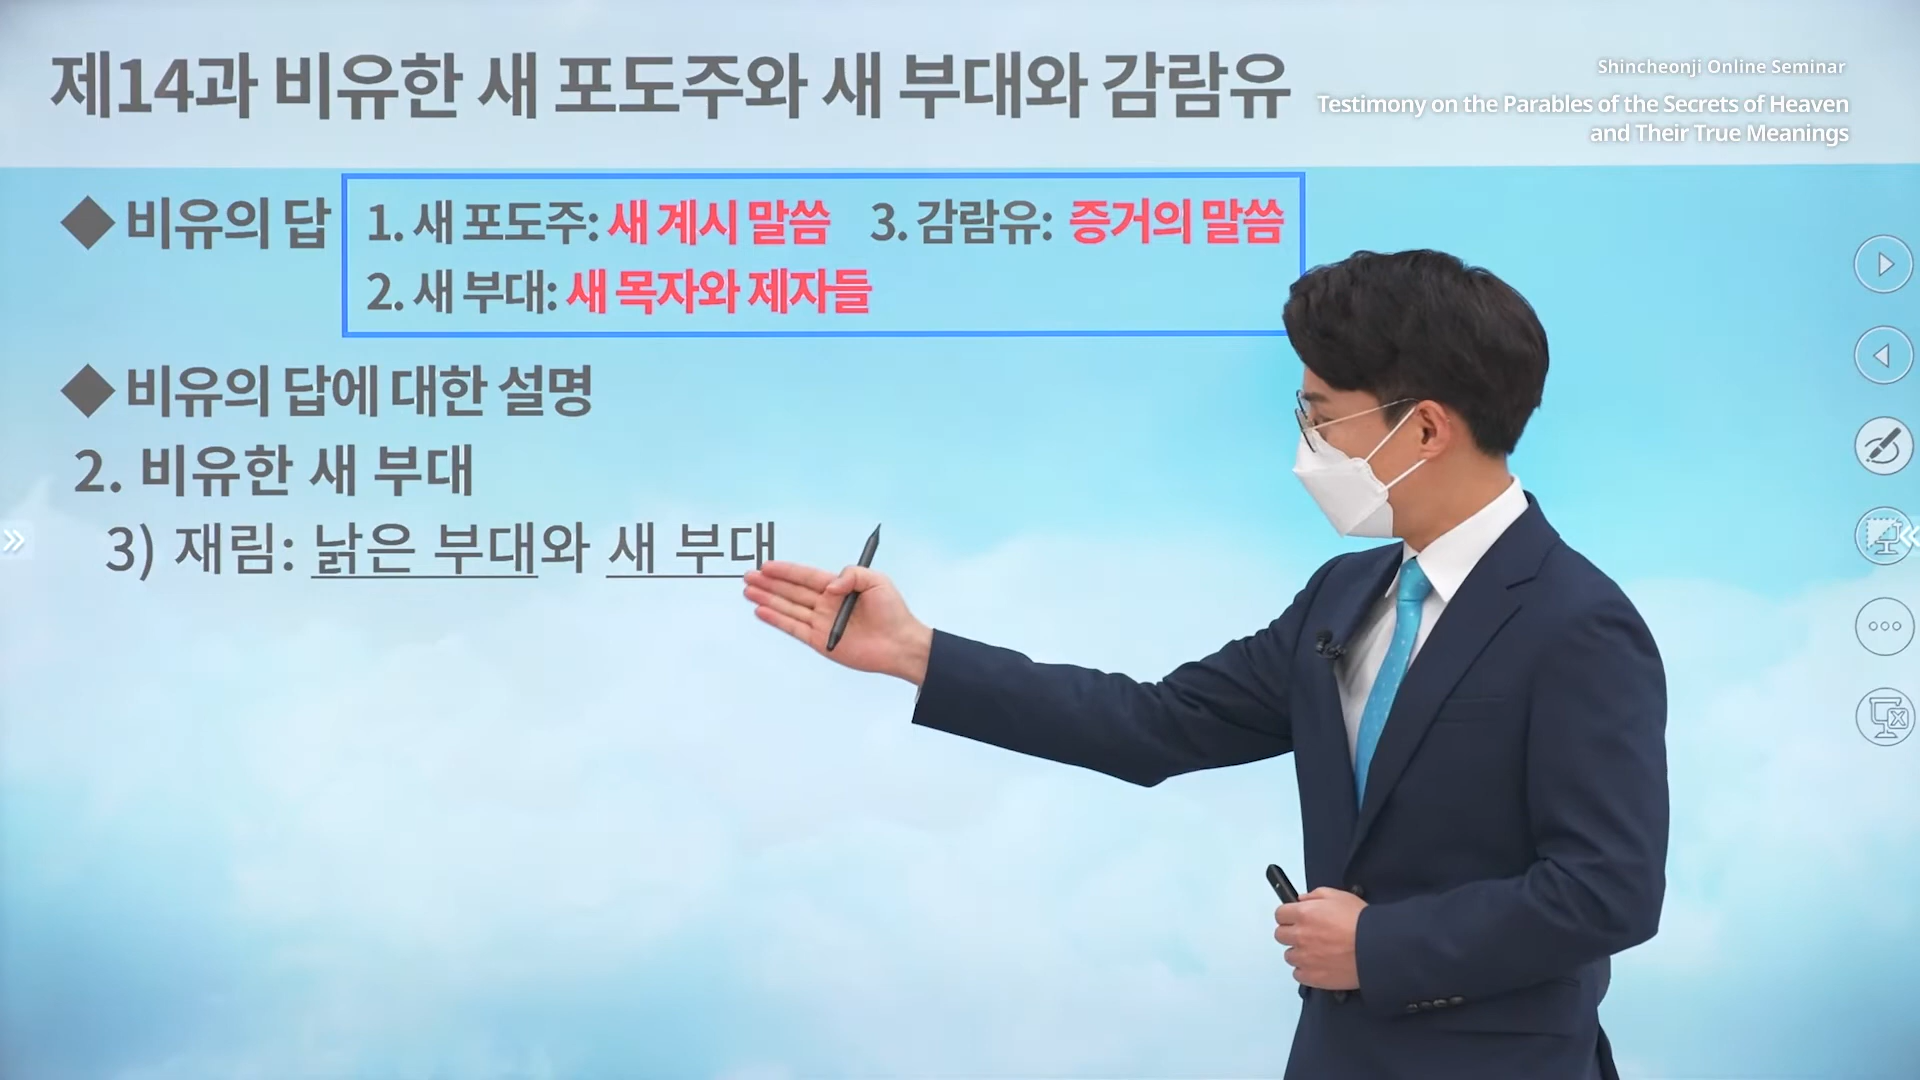 제14과 비유한 새 포도주와 새 부대와 감람유
Shincheonji Online Seminar
Testimony on the Parables of the Secrets of Heaven
and Their True Meanings
◆ 비유의 답
1. 새 포도주: 새 계시 말씀 3. 감람유: 증거의 말씀
2. 새 부대: 새 목자와 제자들
◆ 비유의 답에 대한 설명
2. 비유한 새 부대
3) 재림: 낡은 부대와 새 부대